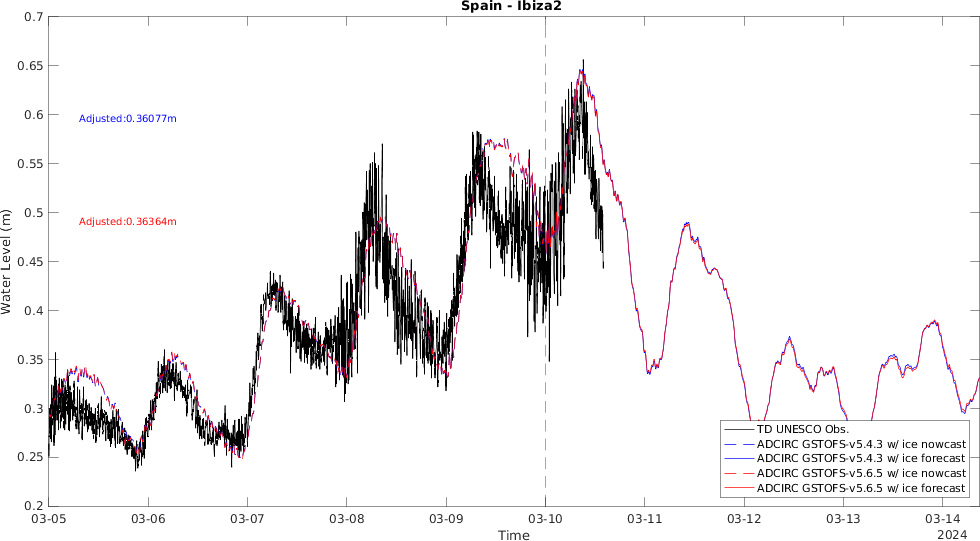 Spain - Ibiza2
0.7
0.65
0.6
0.55
0.5
0.45
0.4
0.35
0.3
0.25
0.2
Water Level (m)
Adjusted:0.36077m
Adjusted:0.36364m
TD UNESCO Obs.
ADCIRC GSTOFS-v5.4.3 w/ ice nowcast
ADCIRC GSTOFS-v5.4.3 w/ ice forecast
ADCIRC GSTOFS-v5.6.5 w/ ice nowcast
ADCIRC GSTOFS-v5.6.5 w/ ice forecast
03-05 03-06 03-07 03-08 03-09 03-10 03-11 03-12 03-13 03-14
Time
2024